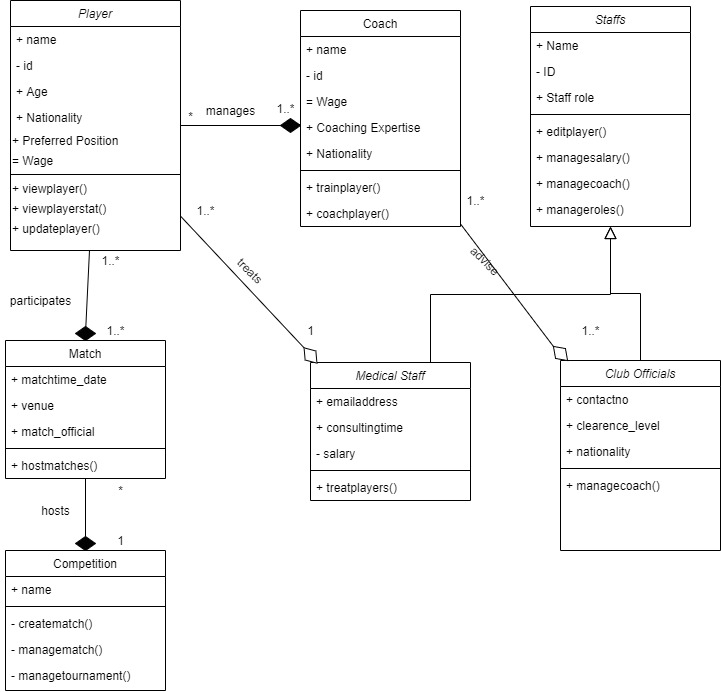 Player
+ name
- id
+ Age
+ Nationality
+ Preferred Position
= Wage
+ viewplayer()
+ viewplayerstat()
+ updateplayer()
* manages 1..*
Coach
+ name
- id
= Wage
+ Coaching Expertise
+ Nationality
+ trainplayer()
+ coachplayer()
Staffs
+ Name
- ID
+ Staff role
+ editplayer()
+ managesalary()
+ managecoach()
+ manageroles()
1..*
treats
1
1..*
advise
1..*
1..*
participates
1..*
Match
+ matchtime_date
+ venue
+ match_official
+ hostmatches()
*
hosts
1
Competition
+ name
- creatematch()
- managematch()
- managetournament()
Medical Staff
+ emailaddress
+ consultingtime
- salary
+ treatplayers()
Club Officials
+ contactno
+ clearence_level
+ nationality
+ managecoach()